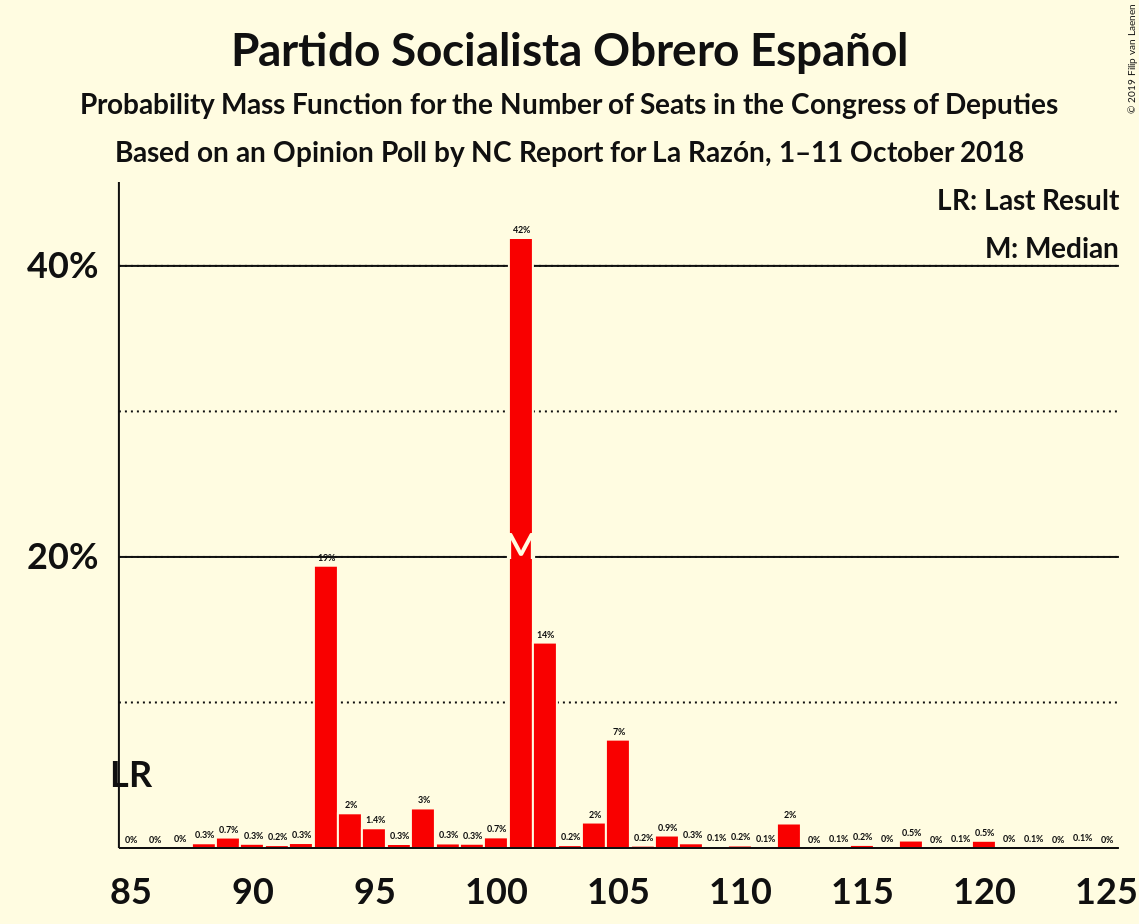 Partido Socialista Obrero Español
Probability Mass Function for the Number of Seats in the Congress of Deputies
Based on an Opinion Poll by NC Report for La Razón, 1–11 October 2018
© 2019 Filip van Laenen
LR: Last Result
M: Median
40%
20%
42%
19%
M
14%
7%
LR
0% 0% 0% 0.3% 0.7% 0.3% 0.2% 0.3% 2% 1.4% 0.3% 3% 0.3% 0.3% 0.7% 0.2% 2% 0.2% 0.9% 0.3% 0.1% 0.2% 0.1% 2% 0% 0.1% 0.2% 0% 0.5% 0% 0.1% 0.5% 0% 0.1% 0% 0.1% 0%
85 90 95 100 105 110 115 120 125